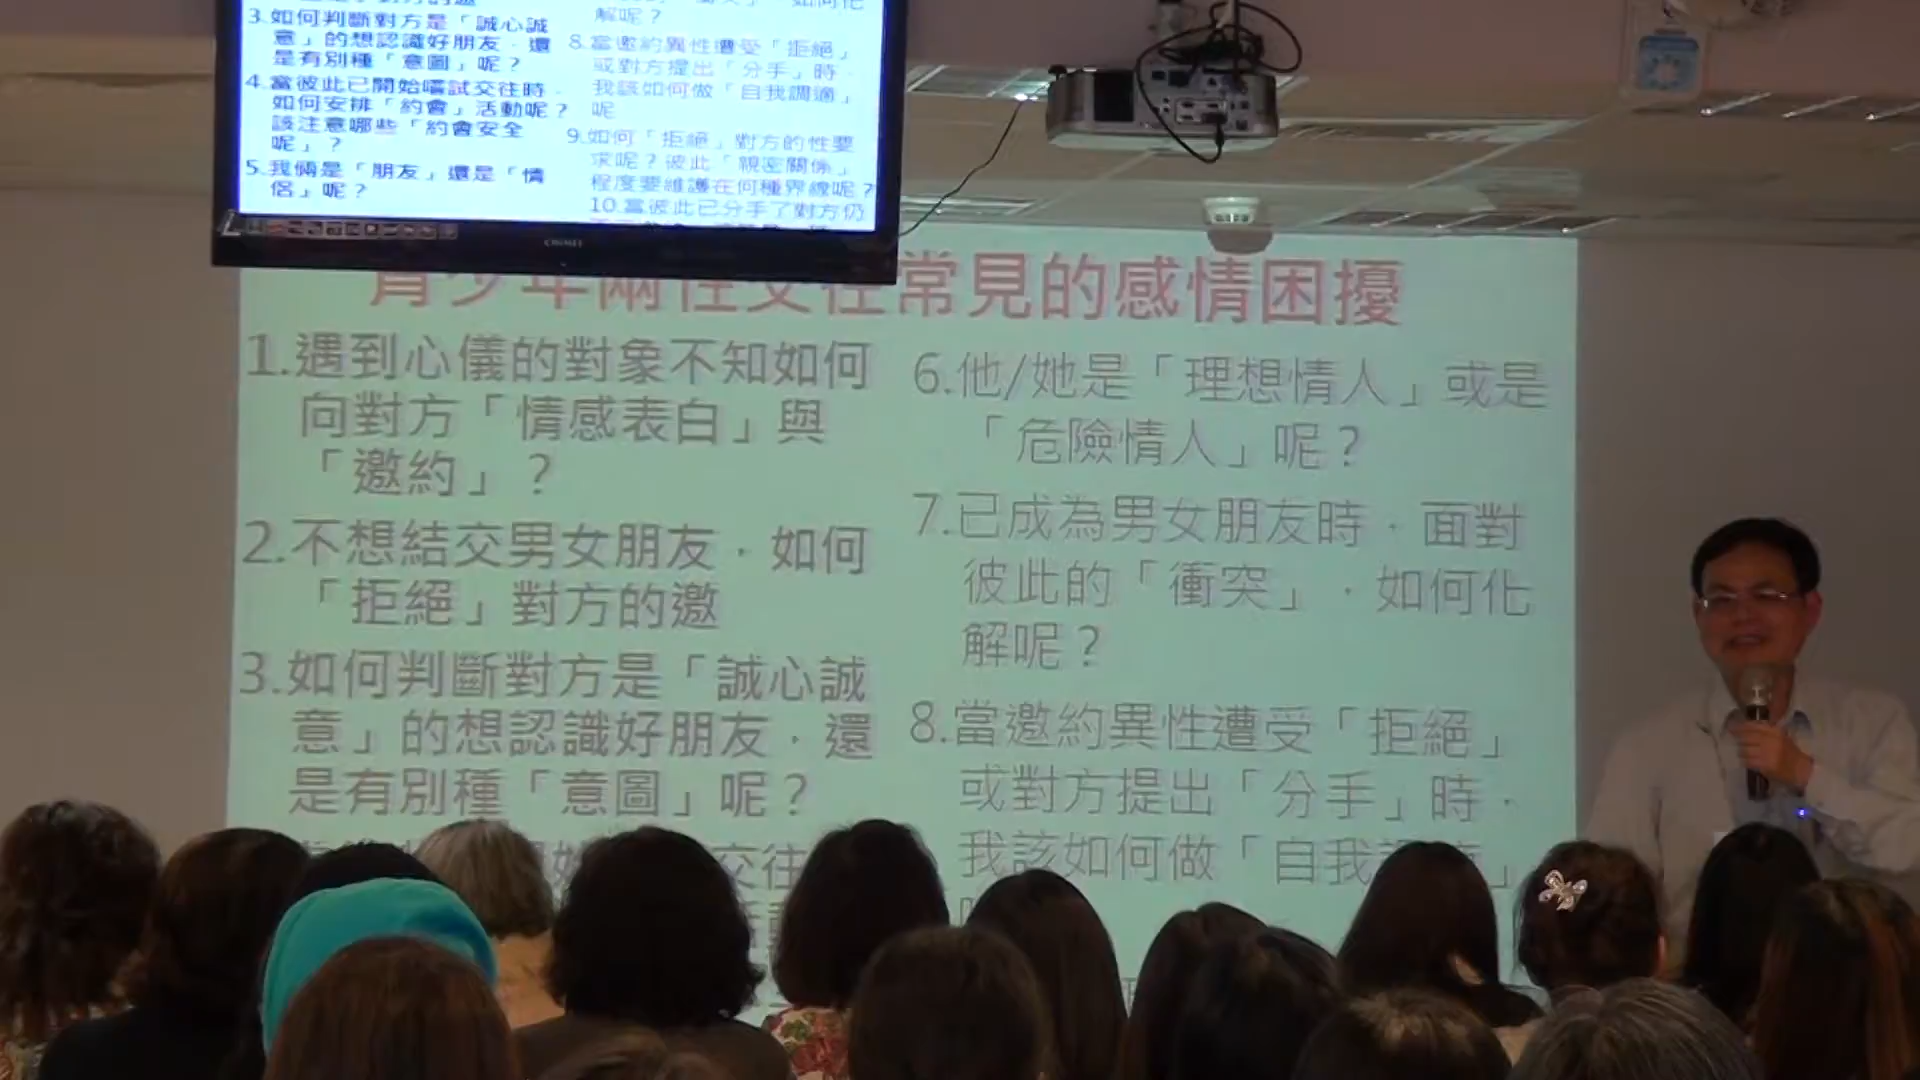 3.如何判斷對方是「誠心誠
意」的想認識好朋友．還
是有別種「意圖」呢？
4.當彼此已開始嚐試交往時．
如何安排「約會」活動呢？
該注意哪些「約會安全
呢」？
5.我倆是「朋友」還是「情
侶」呢？
解呢？
8.當邀約異性遭受「拒絕」
或對方提出「分手」時．
我該如何做「自我調適」
呢
9.如何「拒絕」對方的性要
求呢？彼此「親密關係」
程度要維護在何種界線呢？
10.當彼此已分手了對方仍
CHIMEI
青少年兩性交往常見的感情困擾
1.遇到心儀的對象不知如何
向對方「情感表白」與
「邀約」？
2.不想結交男女朋友．如何
「拒絕」對方的邀
3.如何判斷對方是「誠心誠
意」的想認識好朋友．還
是有別種「意圖」呢？
交往
6.他/她是「理想情人」或是
「危險情人」呢？
7.已成為男女朋友時．面對
彼此的「衝突」．如何化
解呢？
8.當邀約異性遭受「拒絕」
或對方提出「分手」時．
我該如何做「自我調適」